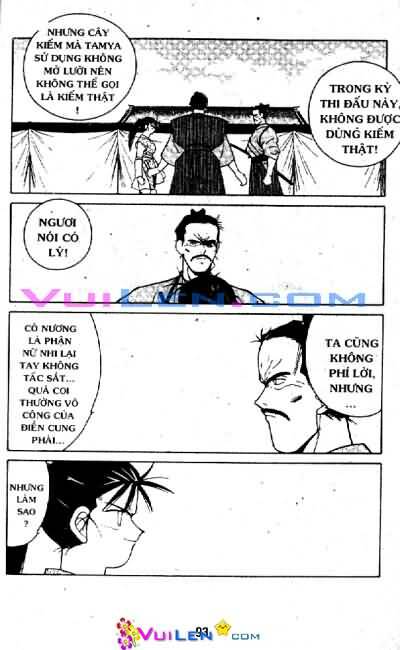 NHƯNG CÂY
KIẾM MÀ TAMYA
SỬ DỤNG KHÔNG
MỞ LƯỠI NÊN
KHÔNG THỂ GỌI
LÀ KIẾM THẬT
!
TRONG KỲ
THI ĐẤU NÀY,
KHÔNG ĐƯỢC
DÙNG KIẾM
THẬT!
NGƯƠI
NÓI CÓ
LÝ!
VUILEN.COM
CÔ NƯƠNG
LÀ PHẬN
NỮ NHI LẠI
TAY KHÔNG
TẤC SẮT...
QUẢ COI
THƯỜNG VÕ
CÔNG CỦA
ĐIỀN CUNG
PHÁI...
TA CŨNG
KHÔNG
PHÍ LỜI,
NHƯNG
...
NHƯNG
LÀM
SAO
?
93
VUILEN.COM